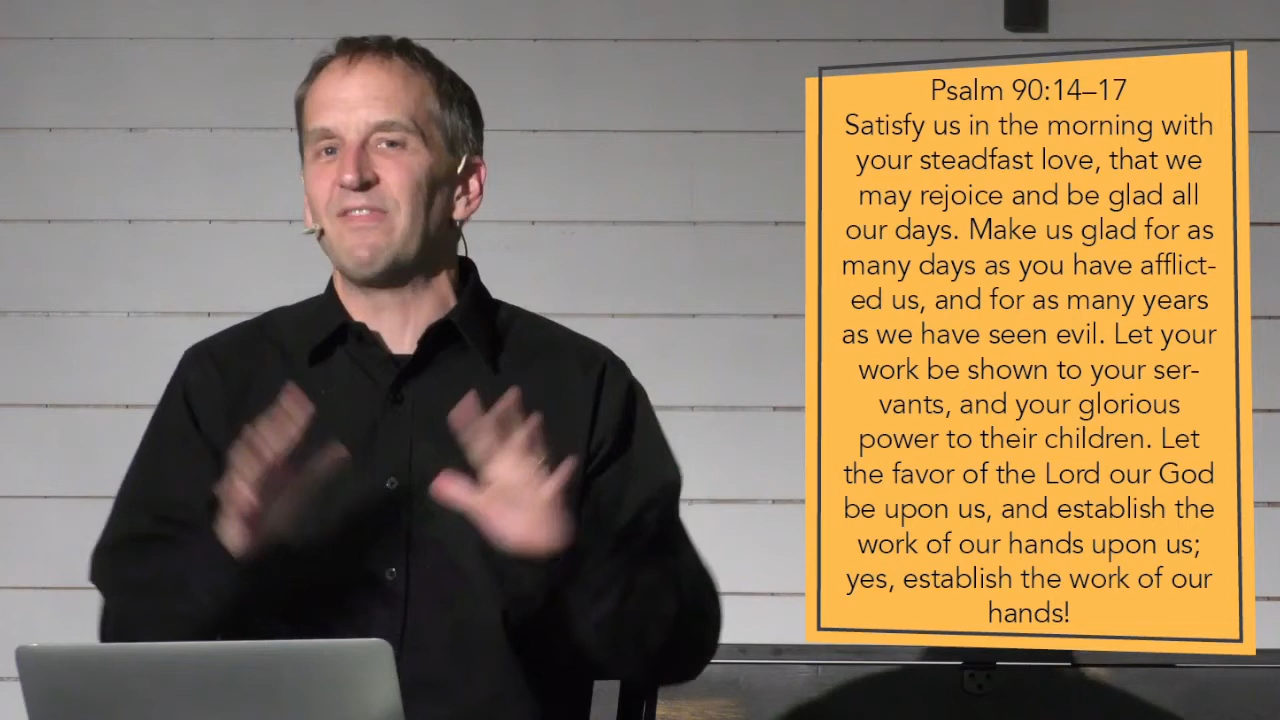 Psalm 90:14–17
Satisfy us in the morning with
your steadfast love, that we
may rejoice and be glad all
our days. Make us glad for as
many days as you have afflict-
ed us, and for as many years
as we have seen evil. Let your
work be shown to your ser-
vants, and your glorious
power to their children. Let
the favor of the Lord our God
be upon us, and establish the
work of our hands upon us;
yes, establish the work of our
hands!